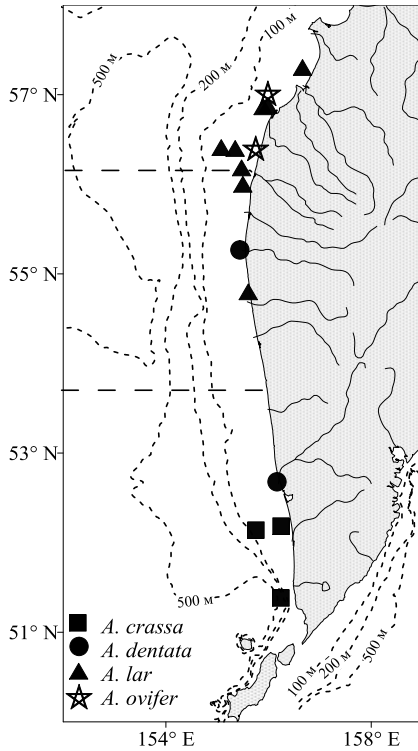 100 м
200 м
500 м
57° N
55° N
53° N
500 м
51° N
A. crassa
A. dentata
A. lar
A. ovifer
100 м
200 м
500 м
154° E
158° E